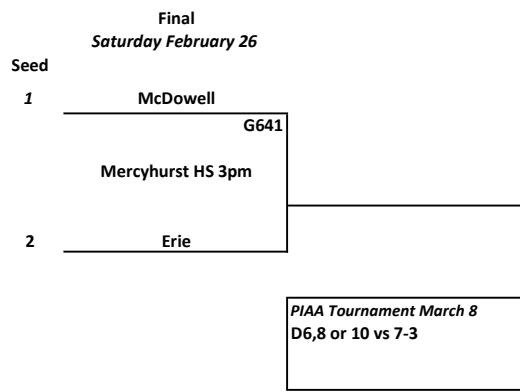 Final
Saturday February 26
Seed
1 McDowell
G641
Mercyhurst HS 3pm
2 Erie
PIAA Tournament March 8
D6,8 or 10 vs 7-3